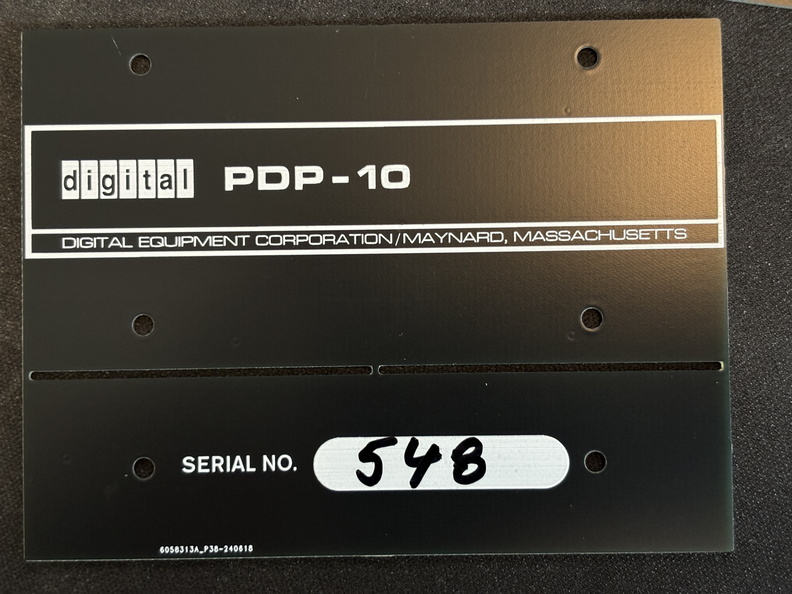 digital PDP-10
DIGITAL EQUIPMENT CORPORATION/MAYNARD, MASSACHUSETTS
SERIAL NO. 548
6058313A_P38-240618